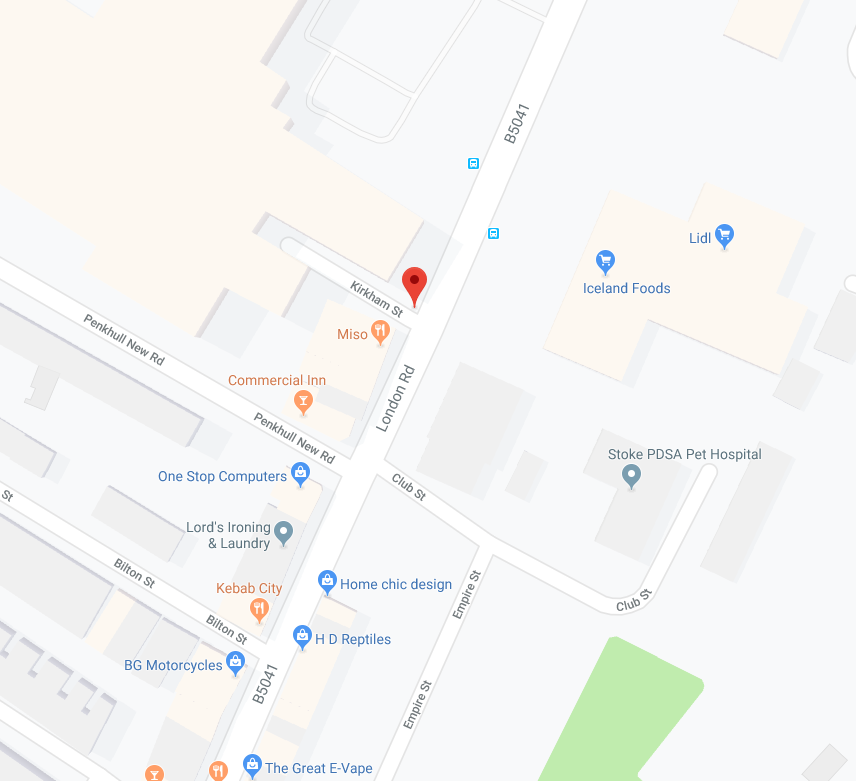 B5041
Lidl
Iceland Foods
Kirkham St
Penkhull New Rd
Miso
Commercial Inn
London Rd
Penkhull New Rd
Stoke PDSA Pet Hospital
One Stop Computers
Club St
St
Lord's Ironing
& Laundry
Bilton St
Home chic design
Kebab City
Empire St
Club St
Bilton St
H D Reptiles
BG Motorcycles
B5041
Empire St
The Great E-Vape